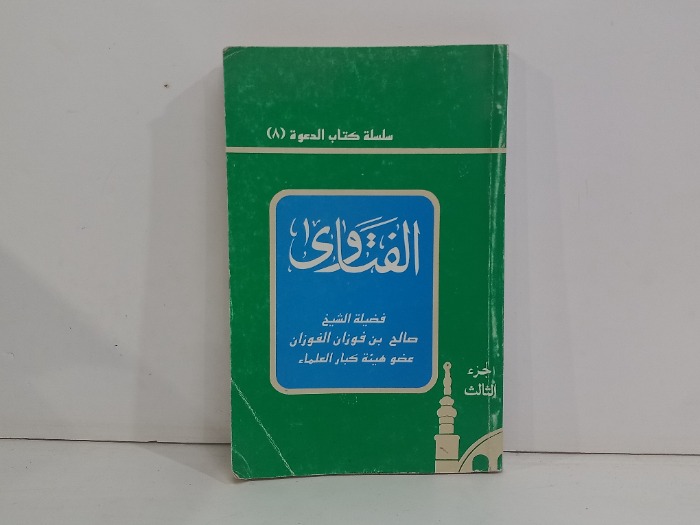 سلسلة كتاب الدعوة (٨)
الفتاوى
فضيلة الشيخ
صالح بن فوزان الفوزان
عضو هيئة كبار العلماء
الجزء
الثالث